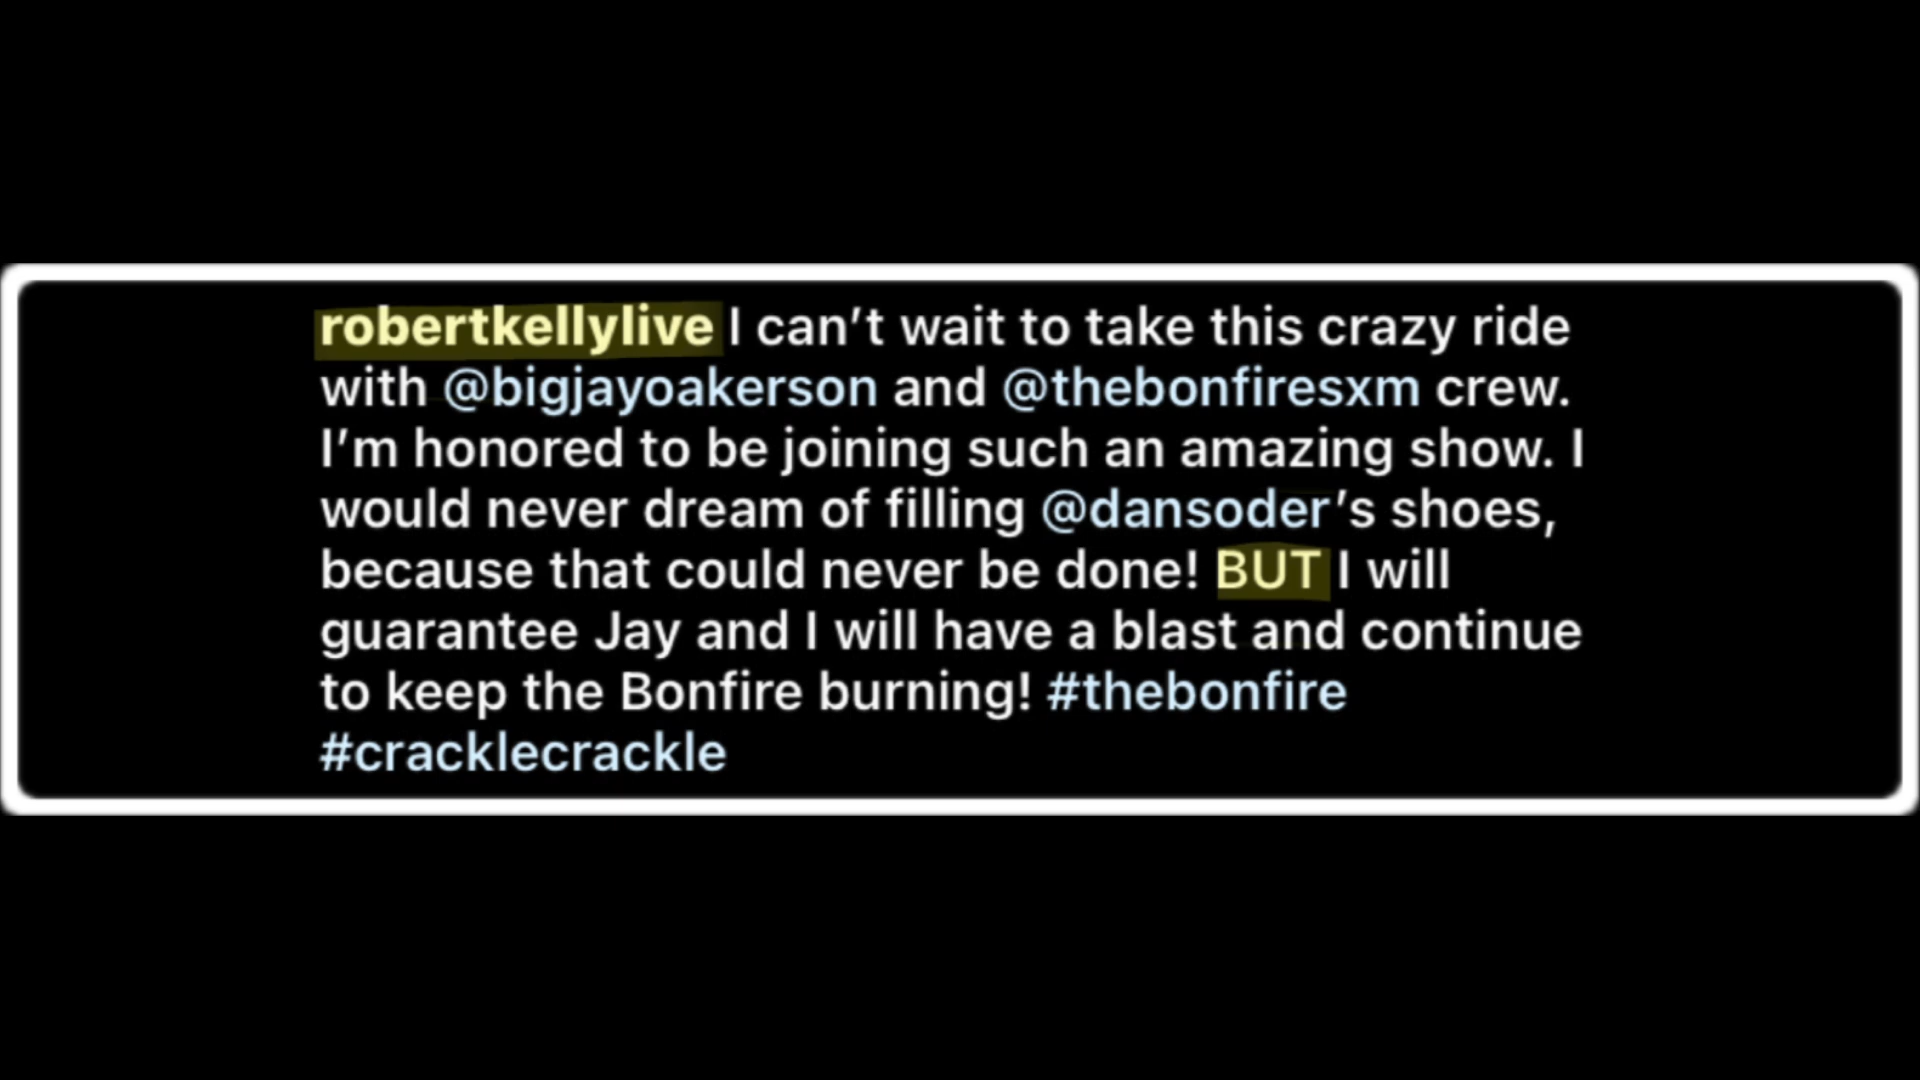 robertkellylive I can’t wait to take this crazy ride
with @bigjayoakerson and @thebonfiresxm crew.
I’m honored to be joining such an amazing show. I
would never dream of filling @dansoder’s shoes,
because that could never be done! BUT I will
guarantee Jay and I will have a blast and continue
to keep the Bonfire burning! #thebonfire
#cracklecrackle